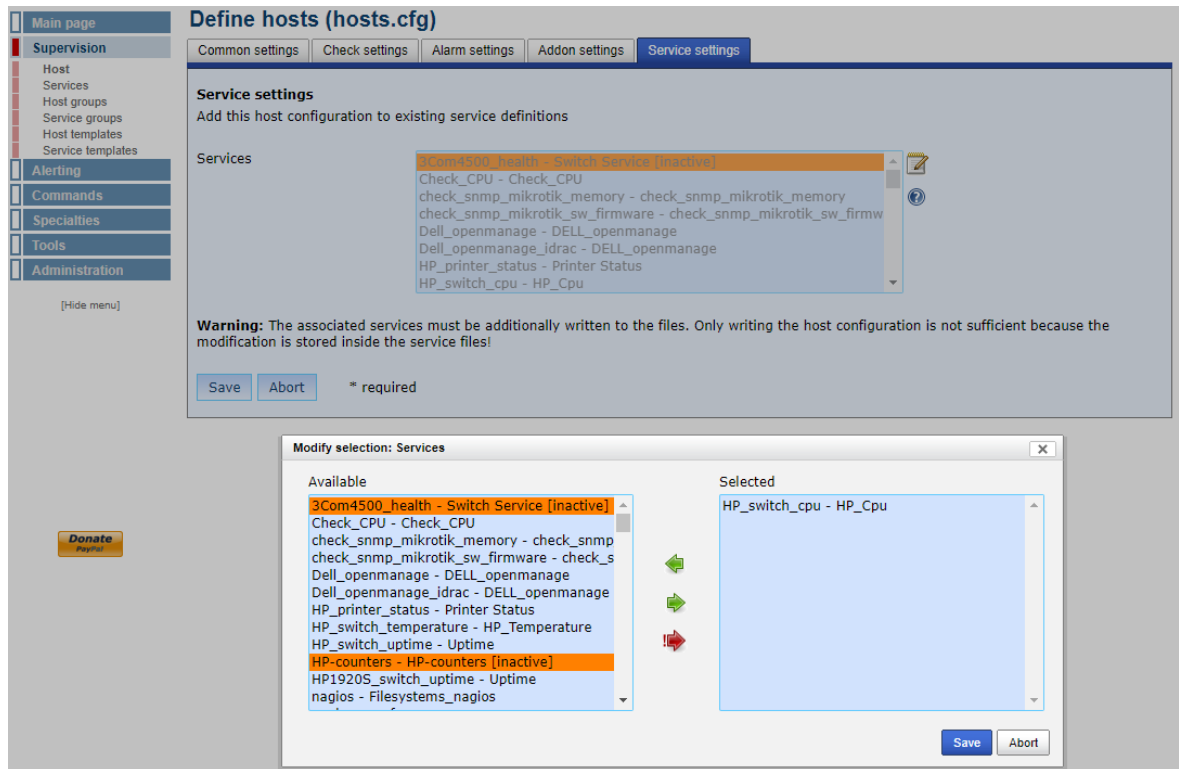 Main page
Supervision
Host
Services
Host groups
Service groups
Host templates
Service templates
Alerting
Commands
Specialties
Tools
Administration
[Hide menu]
Donate
PayPal
Define hosts (hosts.cfg)
Common settings
Check settings
Alarm settings
Addon settings
Service settings
Service settings
Add this host configuration to existing service definitions
Services
3Com4500_health - Switch Service [inactive]
Check_CPU - Check_CPU
check_snmp_mikrotik_memory - check_snmp_mikrotik_memory
check_snmp_mikrotik_sw_firmware - check_snmp_mikrotik_sw_firmw
Dell_openmanage - DELL_openmanage
Dell_openmanage_idrac - DELL_openmanage
HP_printer_status - Printer Status
HP_switch_cpu - HP_Cpu
Warning: The associated services must be additionally written to the files. Only writing the host configuration is not sufficient because the
modification is stored inside the service files!
Save
Abort
* required
Modify selection: Services
Available
3Com4500_health - Switch Service [inactive]
Check_CPU - Check_CPU
check_snmp_mikrotik_memory - check_snmp
check_snmp_mikrotik_sw_firmware - check_s
Dell_openmanage - DELL_openmanage
Dell_openmanage_idrac - DELL_openmanage
HP_printer_status - Printer Status
HP_switch_temperature - HP_Temperature
HP_switch_uptime - Uptime
HP-counters - HP-counters [inactive]
HP1920S_switch_uptime - Uptime
nagios - Filesystems_nagios
Selected
HP_switch_cpu - HP_Cpu
Save
Abort